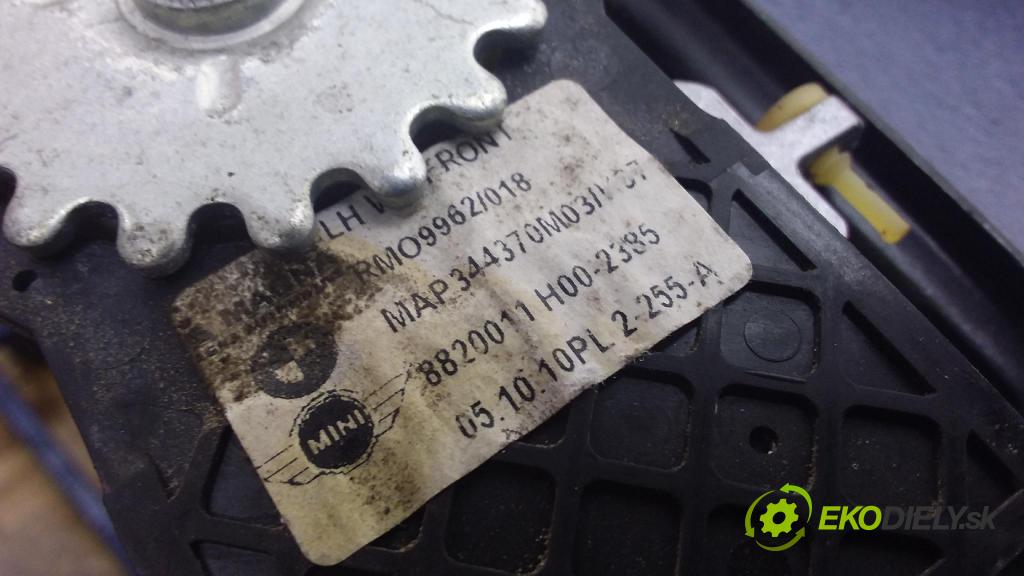 LH FRONT
RMO9962/018
MAP344370M03/
8820011 H00-2385
05.10.10PL 2-255-A
MINI
EKODIELY.sk